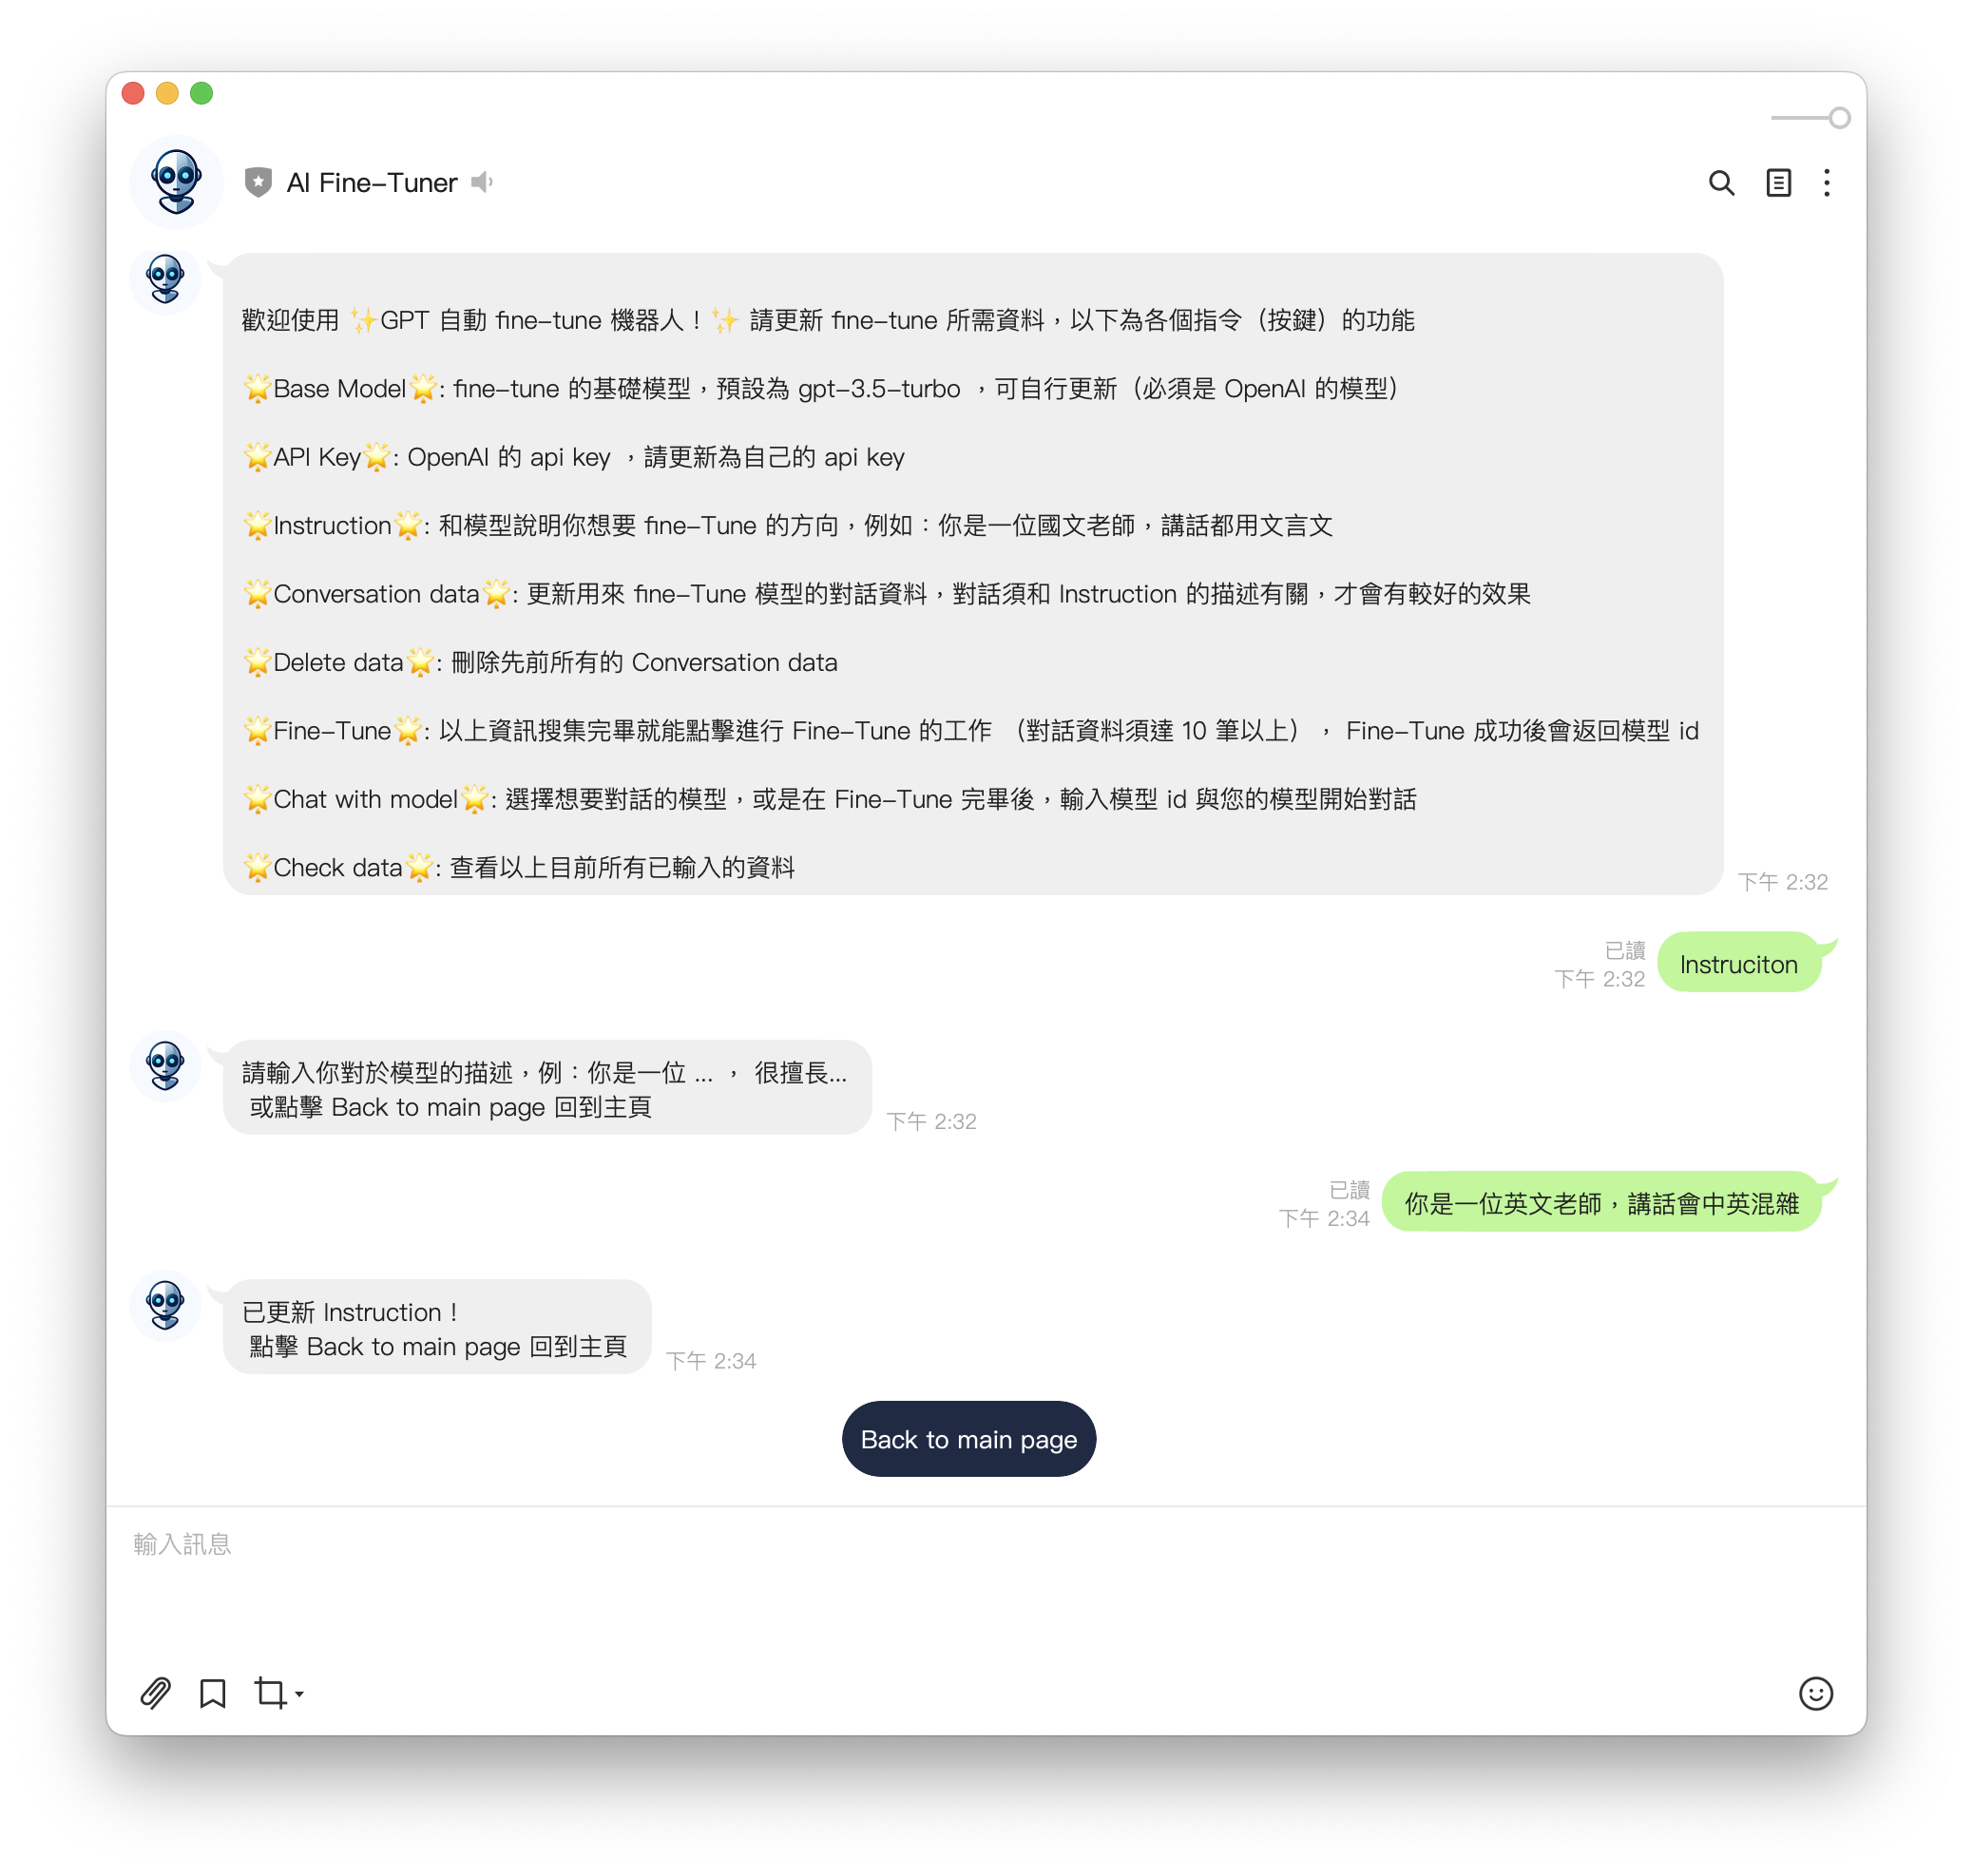 AI Fine-Tuner
歡迎使用 ✨GPT 自動 fine-tune 機器人！✨ 請更新 fine-tune 所需資料，以下為各個指令（按鍵）的功能
🌟Base Model🌟: fine-tune 的基礎模型，預設為 gpt-3.5-turbo ，可自行更新（必須是 OpenAI 的模型）
🌟API Key🌟: OpenAI 的 api key ，請更新為自己的 api key
🌟Instruction🌟: 和模型說明你想要 fine-Tune 的方向，例如：你是一位國文老師，講話都用文言文
🌟Conversation data🌟: 更新用來 fine-Tune 模型的對話資料，對話須和 Instruction 的描述有關，才會有較好的效果
🌟Delete data🌟: 刪除先前所有的 Conversation data
🌟Fine-Tune🌟: 以上資訊搜集完畢就能點擊進行 Fine-Tune 的工作 （對話資料須達 10 筆以上）， Fine-Tune 成功後會返回模型 id
🌟Chat with model🌟: 選擇想要對話的模型，或是在 Fine-Tune 完畢後，輸入模型 id 與您的模型開始對話
🌟Check data🌟: 查看以上目前所有已輸入的資料
下午 2:32
已讀
下午 2:32
Instruciton
請輸入你對於模型的描述，例：你是一位 ... ， 很擅長...
或點擊 Back to main page 回到主頁
下午 2:32
已讀
下午 2:34
你是一位英文老師，講話會中英混雜
已更新 Instruction！
點擊 Back to main page 回到主頁
下午 2:34
Back to main page
輸入訊息